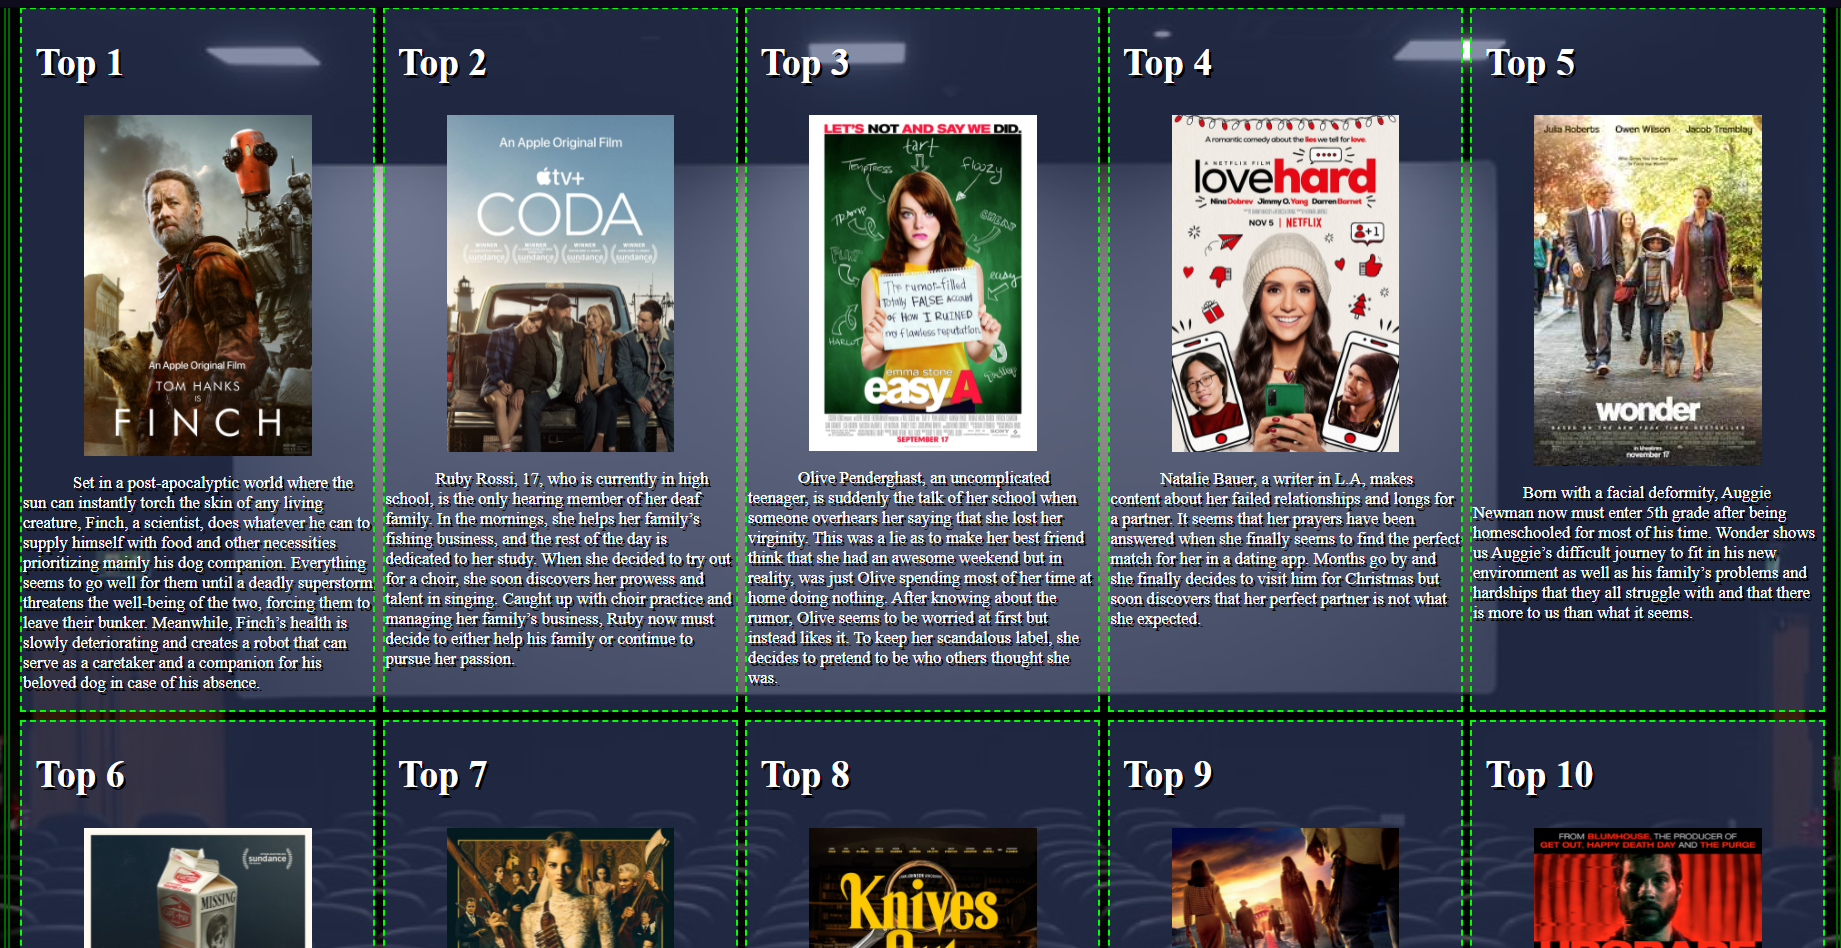 Top 1
Top 2
Top 3
Top 4
Top 5
An Apple Original Film
TOM HANKS
IS
FINCH
An Apple Original Film
tv+
CODA
WINNER WINNER WINNER WINNER
sundance sundance sundance sundance
LET'S NOT AND SAY WE DID.
tart
TEMPTRESS
floozy
TRAMP
CHEAP
easy
The rumor-filled
Totally FALSE Account
of How I RUINED
my flawless reputation.
HARLOT
emma stone
easy A
SEPTEMBER 17
A romantic comedy about the lies we tell for love.
A NETFLIX FILM
lovehard
Nina Dobrev Jimmy O. Yang Darren Barnet
NOV 5 | NETFLIX
+1
Julia Roberts Owen Wilson Jacob Tremblay
wonder
BASED ON THE NEW YORK TIMES BESTSELLER
in theatres
november 17
Set in a post-apocalyptic world where the
sun can instantly torch the skin of any living
creature, Finch, a scientist, does whatever he can to
supply himself with food and other necessities
prioritizing mainly his dog companion. Everything
seems to go well for them until a deadly superstorm
threatens the well-being of the two, forcing them to
leave their bunker. Meanwhile, Finch’s health is
slowly deteriorating and creates a robot that can
serve as a caretaker and a companion for his
beloved dog in case of his absence.
Ruby Rossi, 17, who is currently in high
school, is the only hearing member of her deaf
family. In the mornings, she helps her family’s
fishing business, and the rest of the day is
dedicated to her study. When she decided to try out
for a choir, she soon discovers her prowess and
talent in singing. Caught up with choir practice and
managing her family’s business, Ruby now must
decide to either help his family or continue to
pursue her passion.
Olive Penderghast, an uncomplicated
teenager, is suddenly the talk of her school when
someone overhears her saying that she lost her
virginity. This was a lie as to make her best friend
think that she had an awesome weekend but in
reality, was just Olive spending most of her time at
home doing nothing. After knowing about the
rumor, Olive seems to be worried at first but
instead likes it. To keep her scandalous label, she
decides to pretend to be who others thought she
was.
Natalie Bauer, a writer in L.A, makes
content about her failed relationships and longs for
a partner. It seems that her prayers have been
answered when she finally seems to find the perfect
match for her in a dating app. Months go by and
she finally decides to visit him for Christmas but
soon discovers that her perfect partner is not what
she expected.
Born with a facial deformity, Auggie
Newman now must enter 5th grade after being
homeschooled for most of his time. Wonder shows
us Auggie’s difficult journey to fit in his new
environment as well as his family’s problems and
hardships that they all struggle with and that there
is more to us than what it seems.
Top 6
Top 7
Top 8
Top 9
Top 10
sundance
MISSING
Knives
Out
FROM BLUMHOUSE, THE PRODUCER OF
GET OUT, HAPPY DEATH DAY AND THE PURGE
UPGRADE